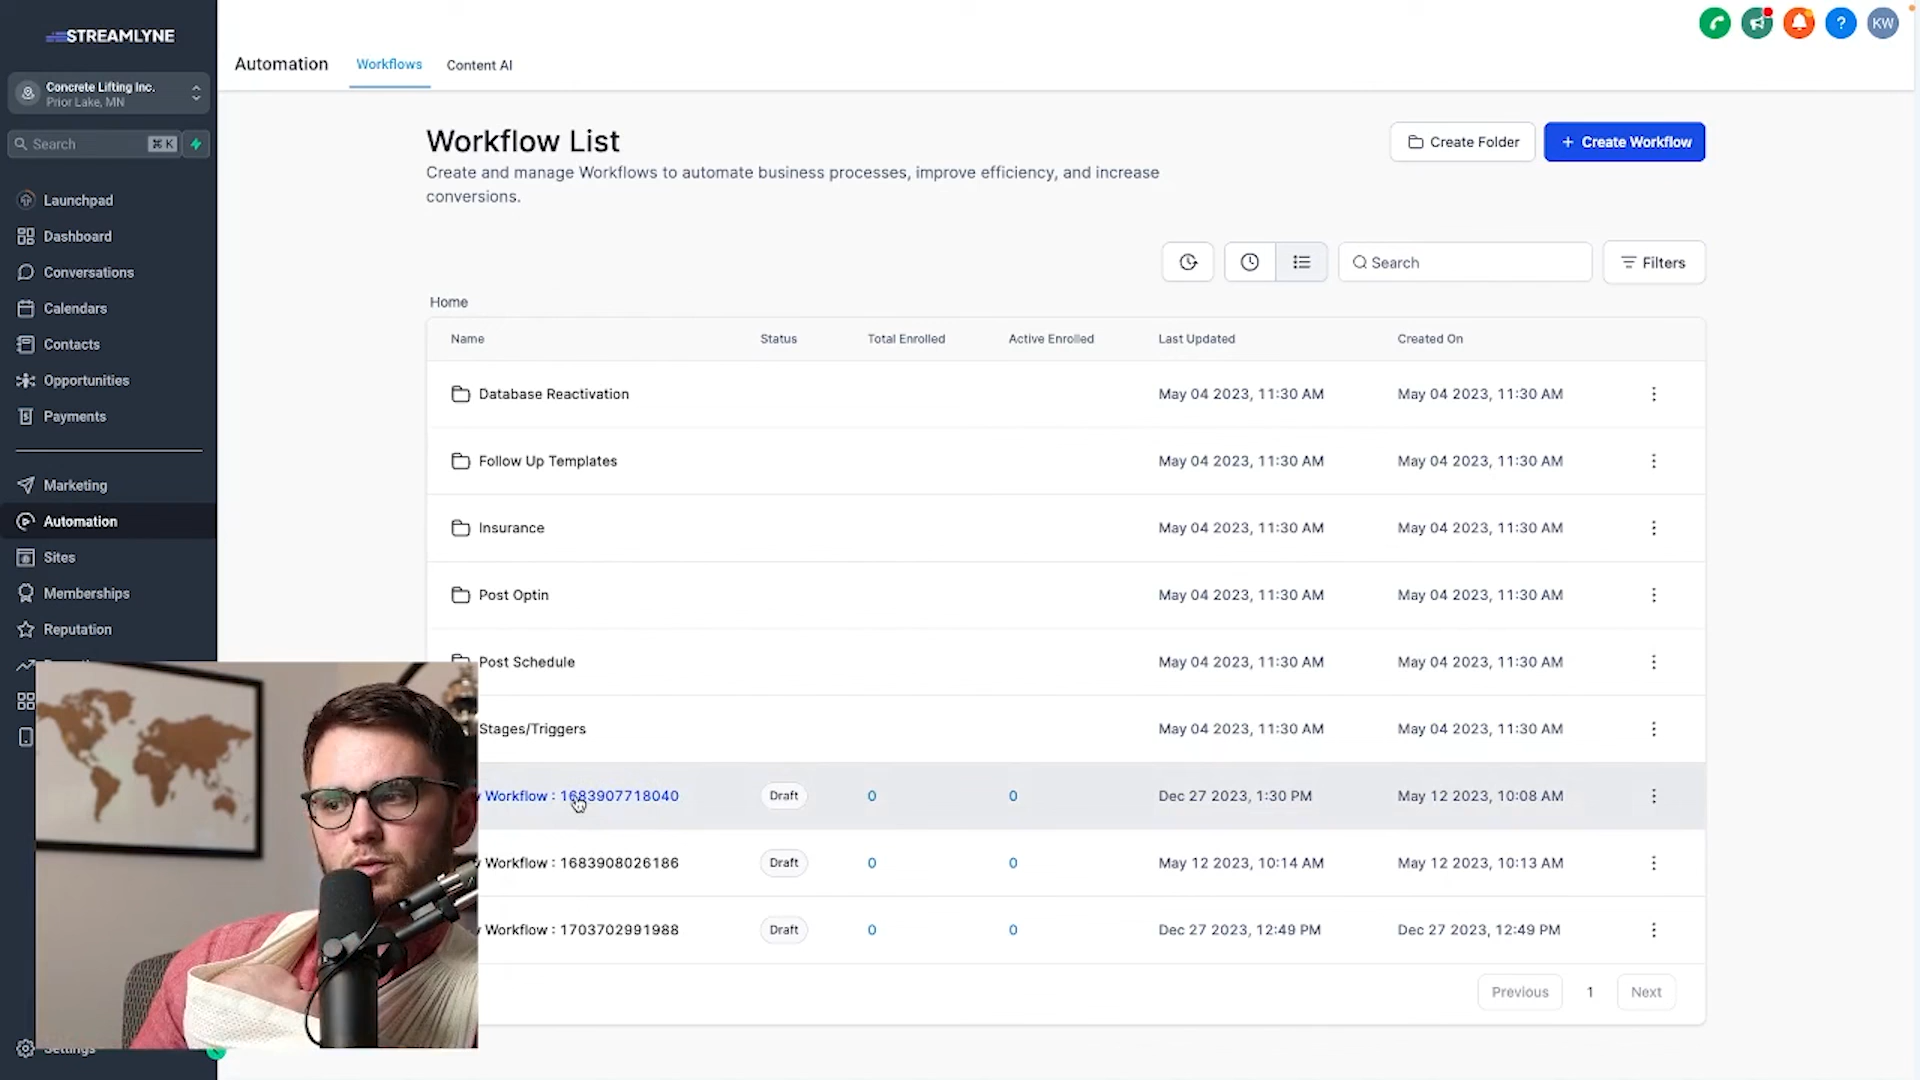 STREAMLYNE
Concrete Lifting Inc.
Prior Lake, MN
Search
⌘ K
Launchpad
Dashboard
Conversations
Calendars
Contacts
Opportunities
Payments
Marketing
Automation
Sites
Memberships
Reputation
Settings
Automation
Workflows
Content AI
?
KW
Workflow List
Create and manage Workflows to automate business processes, improve efficiency, and increase
conversions.
Create Folder
+ Create Workflow
Search
Filters
Home
Name Status Total Enrolled Active Enrolled Last Updated Created On
Database Reactivation May 04 2023, 11:30 AM May 04 2023, 11:30 AM
Follow Up Templates May 04 2023, 11:30 AM May 04 2023, 11:30 AM
Insurance May 04 2023, 11:30 AM May 04 2023, 11:30 AM
Post Optin May 04 2023, 11:30 AM May 04 2023, 11:30 AM
Post Schedule May 04 2023, 11:30 AM May 04 2023, 11:30 AM
Stages/Triggers May 04 2023, 11:30 AM May 04 2023, 11:30 AM
Workflow : 1683907718040 Draft 0 0 Dec 27 2023, 1:30 PM May 12 2023, 10:08 AM
Workflow : 1683908026186 Draft 0 0 May 12 2023, 10:14 AM May 12 2023, 10:13 AM
Workflow : 1703702991988 Draft 0 0 Dec 27 2023, 12:49 PM Dec 27 2023, 12:49 PM
Previous 1 Next